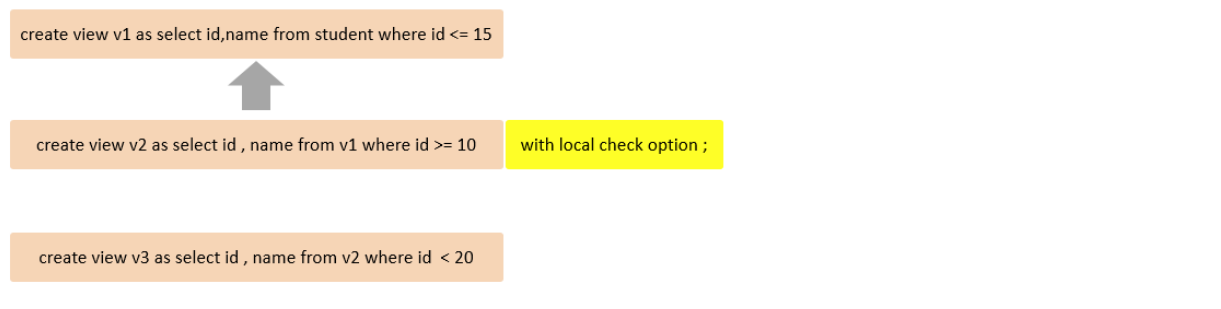 create view v1 as select id,name from student where id <= 15
create view v2 as select id , name from v1 where id >= 10 with local check option ;
create view v3 as select id , name from v2 where id < 20